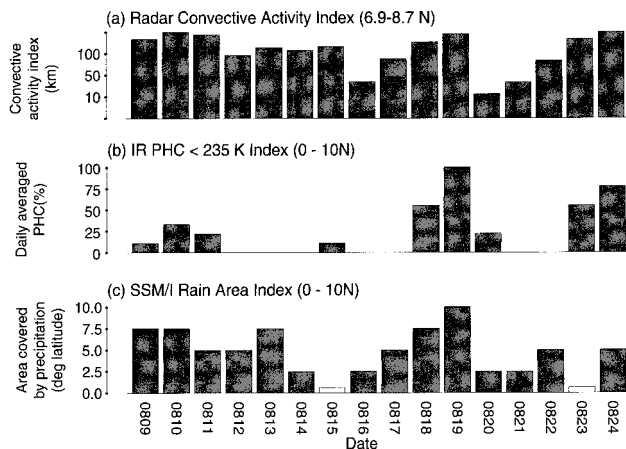 (a) Radar Convective Activity Index (6.9-8.7 N)
Convective
activity index
(km)
100
50
10
(b) IR PHC < 235 K Index (0 - 10N)
Daily averaged
PHC(%)
100
75
50
25
0
(c) SSM/I Rain Area Index (0 - 10N)
Area covered
by precipitation
(deg latitude)
10.0
7.5
5.0
2.5
0.0
0809
0810
0811
0812
0813
0814
0815
0816
0817
0818
0819
0820
0821
0822
0823
0824
Date